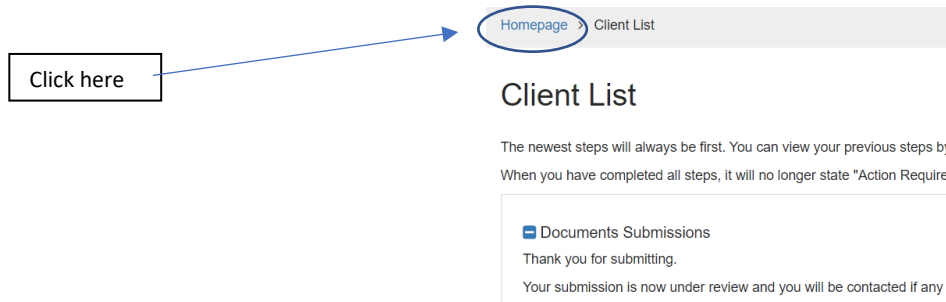 Homepage > Client List
Click here
Client List
The newest steps will always be first. You can view your previous steps by
When you have completed all steps, it will no longer state "Action Require
Documents Submissions
Thank you for submitting.
Your submission is now under review and you will be contacted if any